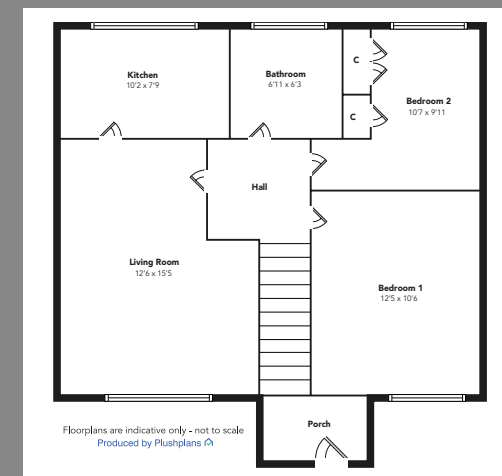 Kitchen
10'2 x 7'9
Bathroom
6'11 x 6'3
C
C
Bedroom 2
10'7 x 9'11
Hall
Living Room
12'6 x 15'5
Bedroom 1
12'5 x 10'6
Porch
Floorplans are indicative only - not to scale
Produced by Plushplans